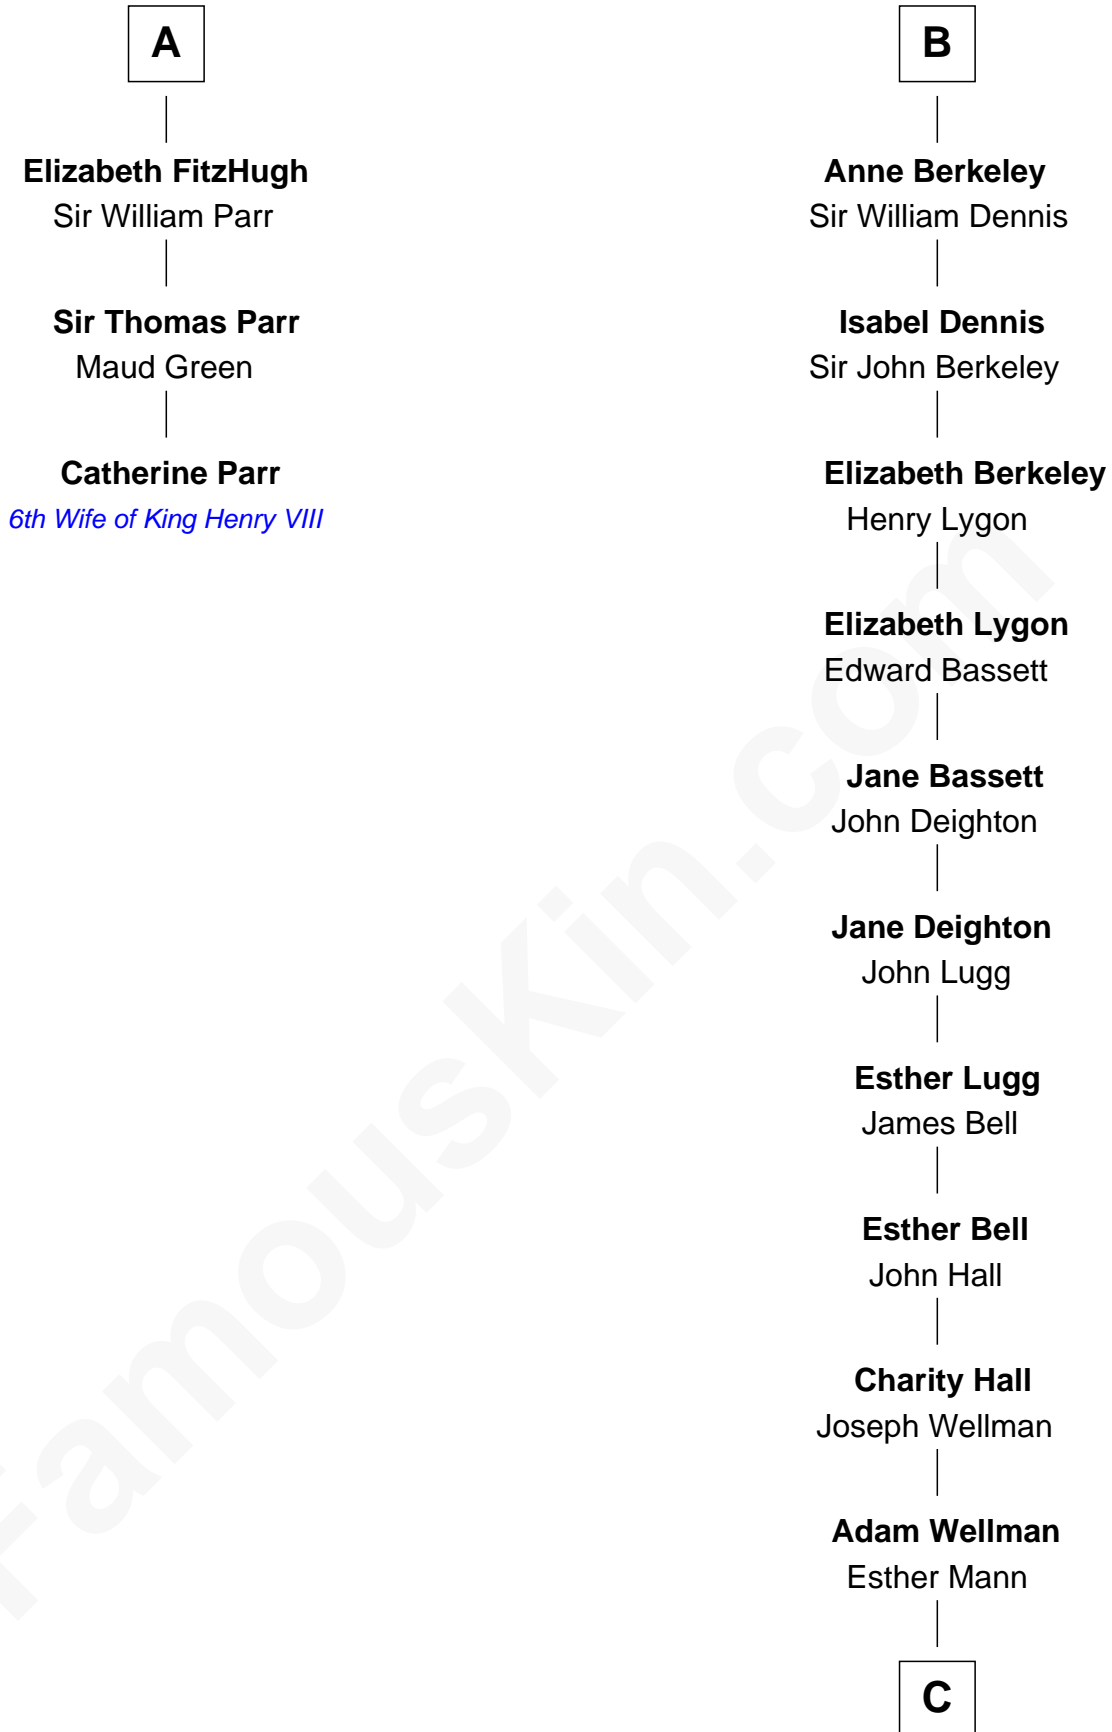 A
Elizabeth FitzHugh
Sir William Parr
Sir Thomas Parr
Maud Green
Catherine Parr
6th Wife of King Henry VIII
B
Anne Berkeley
Sir William Dennis
Isabel Dennis
Sir John Berkeley
Elizabeth Berkeley
Henry Lygon
Elizabeth Lygon
Edward Bassett
Jane Bassett
John Deighton
Jane Deighton
John Lugg
Esther Lugg
James Bell
Esther Bell
John Hall
Charity Hall
Joseph Wellman
Adam Wellman
Esther Mann
C
FamousKin.com